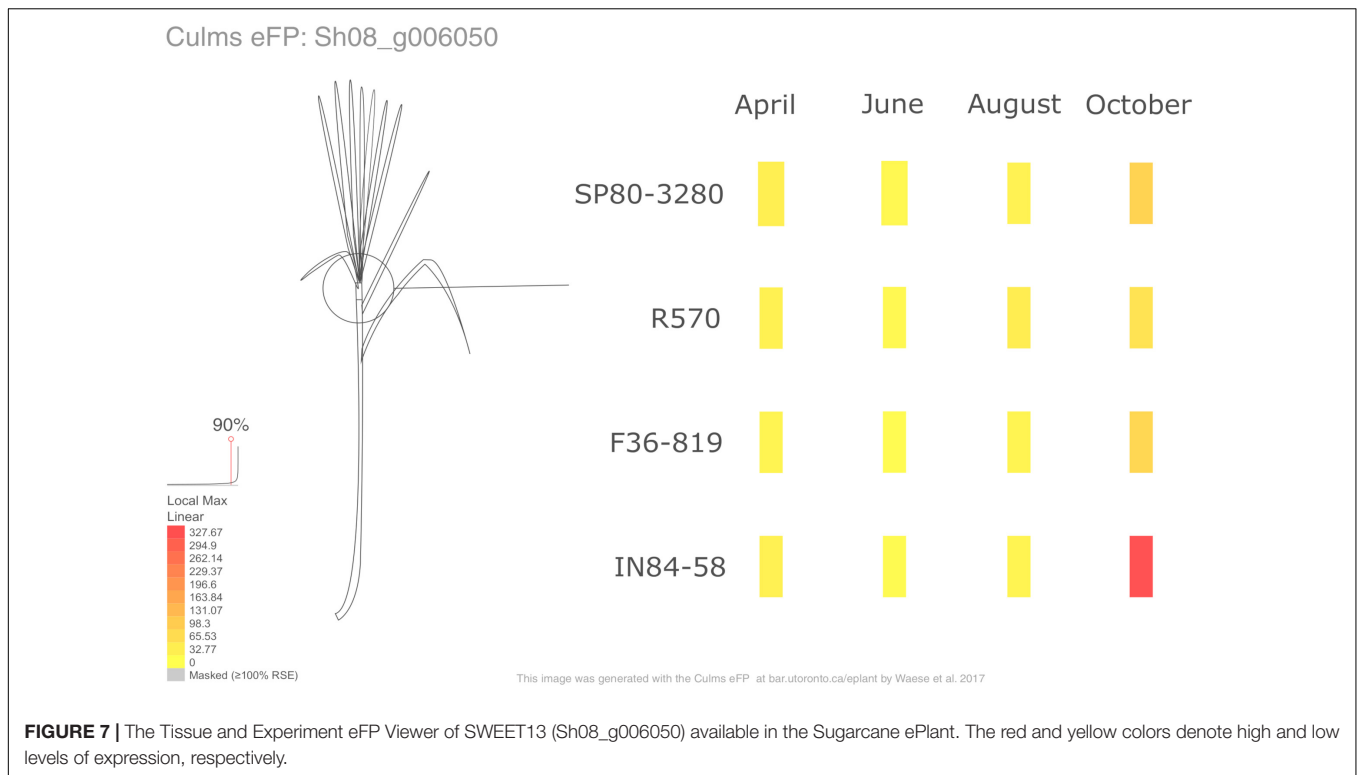 Culms eFP: Sh08_g006050
April June August October
SP80-3280
R570
F36-819
IN84-58
90%
Local Max
Linear
327.67
294.9
262.14
229.37
196.6
163.84
131.07
98.3
65.53
32.77
0
Masked (≥100% RSE)
This image was generated with the Culms eFP at bar.utoronto.ca/eplant by Waese et al. 2017
FIGURE 7 | The Tissue and Experiment eFP Viewer of SWEET13 (Sh08_g006050) available in the Sugarcane ePlant. The red and yellow colors denote high and low
levels of expression, respectively.